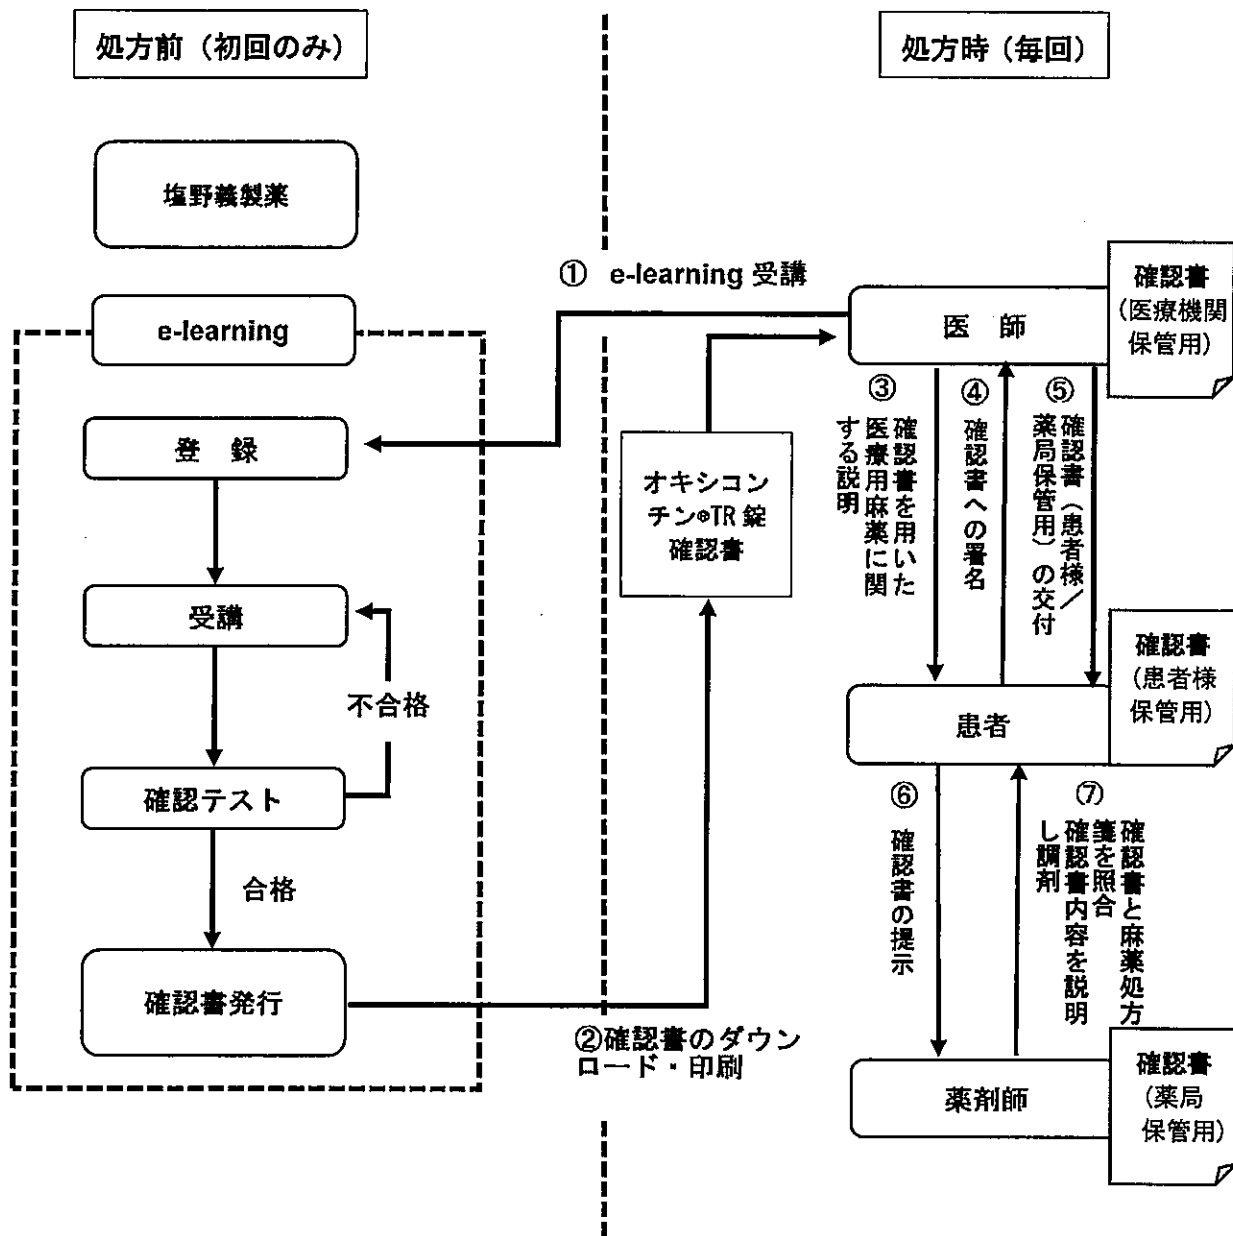 処方前（初回のみ）
処方時（毎回）
塩野義製薬
e-learning
登　録
受講
不合格
確認テスト
合格
確認書発行
① e-learning 受講
②確認書のダウン
ロード・印刷
オキシコン
チン®TR 錠
確認書
医　師
確認書
（医療機関
保管用）
③
確認書を用いた
医療用麻薬に関
する説明
④
確認書への署名
⑤
確認書（患者様／
薬局保管用）の交付
患者
確認書
（患者様
保管用）
⑥
確認書の提示
⑦
確認書と麻薬処方
箋を照合
確認書内容を説明
し調剤
薬剤師
確認書
（薬局
保管用）